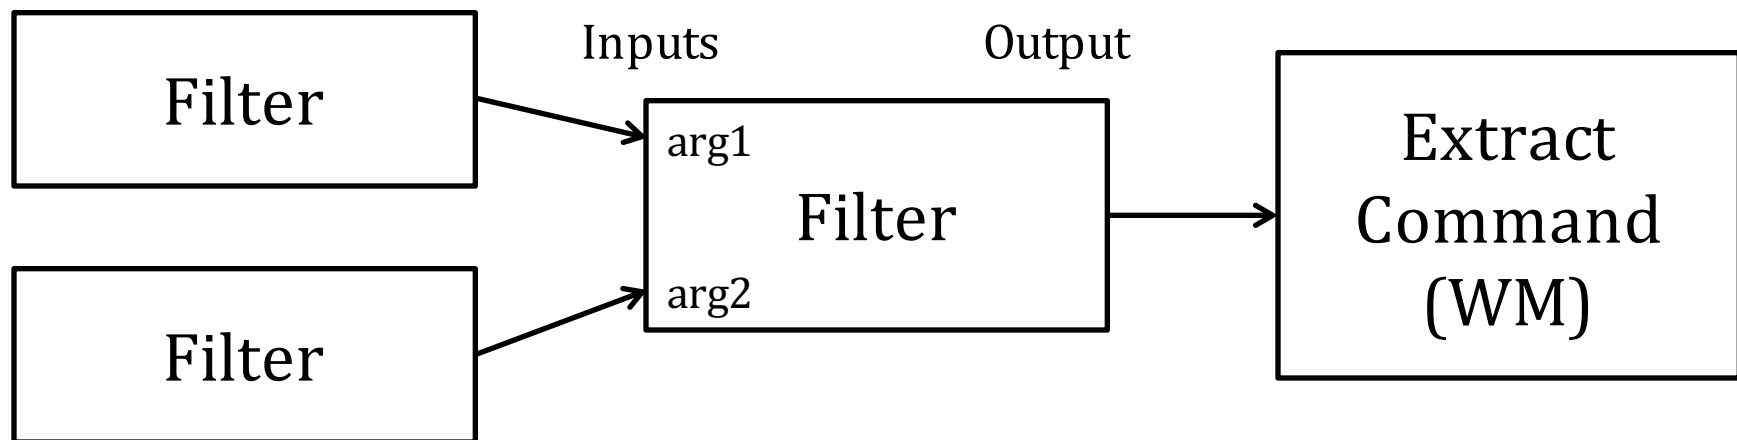 Filter
Filter
Inputs
arg1
Filter
arg2
Output
Extract
Command
(WM)